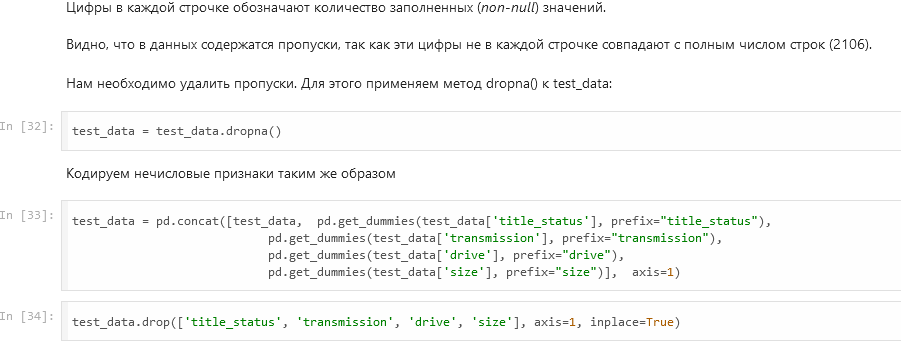 Цифры в каждой строчке обозначают количество заполненных (non-null) значений.
Видно, что в данных содержатся пропуски, так как эти цифры не в каждой строчке совпадают с полным числом строк (2106).
Нам необходимо удалить пропуски. Для этого применяем метод dropna() к test_data:
In [32]: test_data = test_data.dropna()
Кодируем нечисловые признаки таким же образом
In [33]: test_data = pd.concat([test_data,  pd.get_dummies(test_data['title_status'], prefix="title_status"),
pd.get_dummies(test_data['transmission'], prefix="transmission"),
pd.get_dummies(test_data['drive'], prefix="drive"),
pd.get_dummies(test_data['size'], prefix="size")],  axis=1)
In [34]: test_data.drop(['title_status', 'transmission', 'drive', 'size'], axis=1, inplace=True)